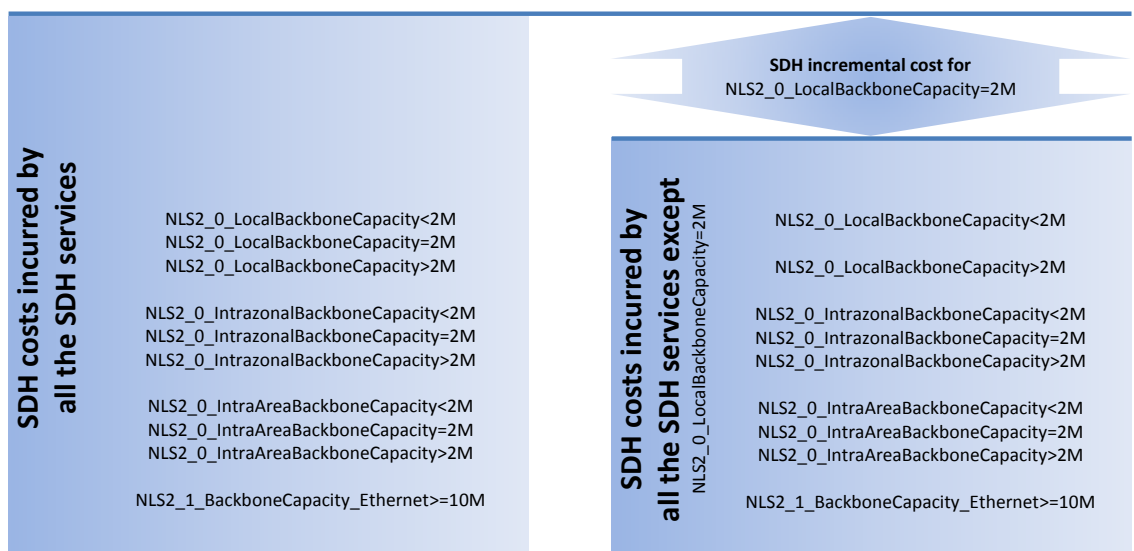 SDH costs incurred by
all the SDH services
NLS2_0_LocalBackboneCapacity<2M
NLS2_0_LocalBackboneCapacity=2M
NLS2_0_LocalBackboneCapacity>2M
NLS2_0_IntrazonalBackboneCapacity<2M
NLS2_0_IntrazonalBackboneCapacity=2M
NLS2_0_IntrazonalBackboneCapacity>2M
NLS2_0_IntraAreaBackboneCapacity<2M
NLS2_0_IntraAreaBackboneCapacity=2M
NLS2_0_IntraAreaBackboneCapacity>2M
NLS2_1_BackboneCapacity_Ethernet>=10M
SDH incremental cost for
NLS2_0_LocalBackboneCapacity=2M
SDH costs incurred by
all the SDH services except
NLS2_0_LocalBackboneCapacity=2M
NLS2_0_LocalBackboneCapacity<2M
NLS2_0_LocalBackboneCapacity>2M
NLS2_0_IntrazonalBackboneCapacity<2M
NLS2_0_IntrazonalBackboneCapacity=2M
NLS2_0_IntrazonalBackboneCapacity>2M
NLS2_0_IntraAreaBackboneCapacity<2M
NLS2_0_IntraAreaBackboneCapacity=2M
NLS2_0_IntraAreaBackboneCapacity>2M
NLS2_1_BackboneCapacity_Ethernet>=10M